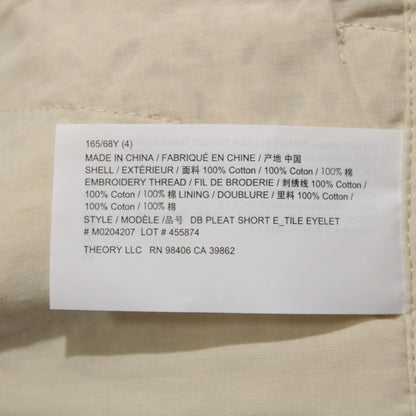 165/68Y (4)
MADE IN CHINA / FABRIQUÉ EN CHINE / 产地 中国
SHELL / EXTÉRIEUR / 面料 100% Cotton / 100% Coton / 100% 棉
EMBROIDERY THREAD / FIL DE BRODERIE / 刺绣线 100% Cotton /
100% Coton / 100% 棉 LINING / DOUBLURE / 里料 100% Cotton /
100% Coton / 100% 棉
STYLE / MODÈLE /品号 DB PLEAT SHORT E_TILE EYELET
# M0204207 LOT # 455874
THEORY LLC RN 98406 CA 39862